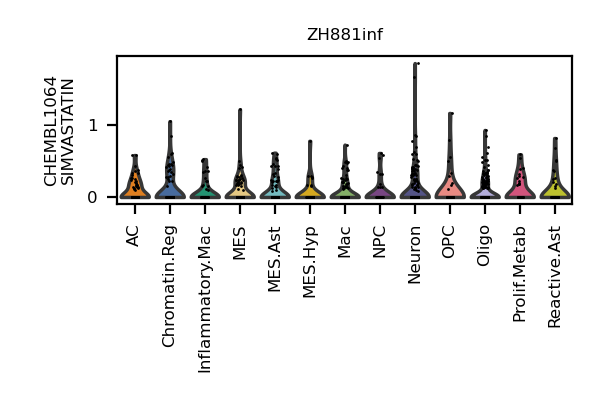 ZH881inf
CHEMBL1064
SIMVASTATIN
1
0
AC
Chromatin.Reg
Inflammatory.Mac
MES
MES.Ast
MES.Hyp
Mac
NPC
Neuron
OPC
Oligo
Prolif.Metab
Reactive.Ast